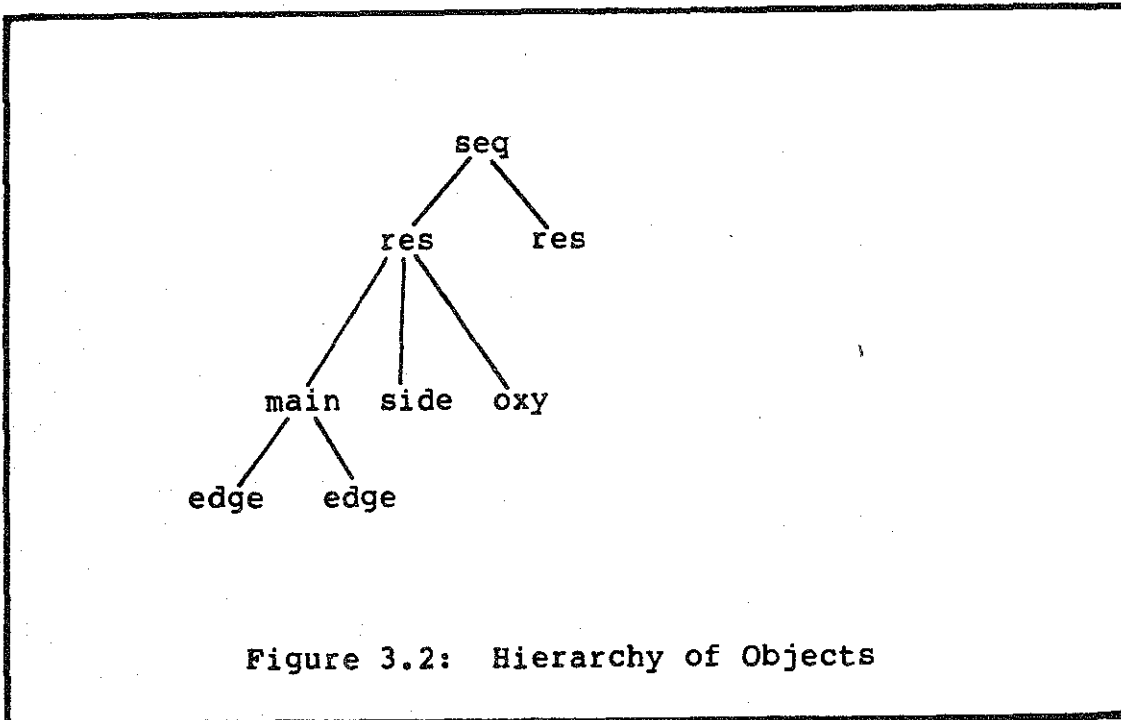 seq
res res
main side oxy
edge edge
Figure 3.2: Hierarchy of Objects